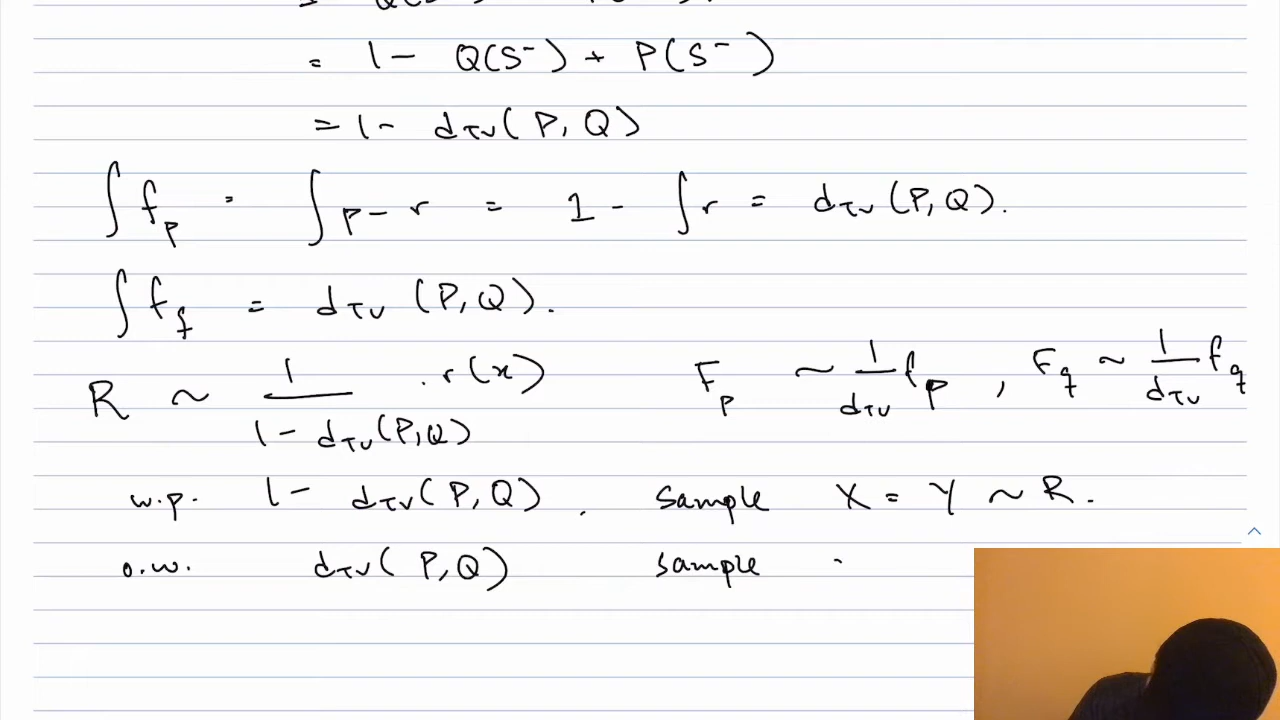 = 1 - Q(S⁻) + P(S⁻)
= 1 - d_TV(P, Q)
∫ f_p = ∫ p - r = 1 - ∫ r = d_TV (P, Q).
∫ f_q = d_TV (P, Q).
R ~ 1/(1 - d_TV(P,Q)) · r(x) F_p ~ 1/d_TV f_p , F_q ~ 1/d_TV f_q
w.p. 1 - d_TV(P, Q) , sample X = Y ~ R.
o.w. d_TV( P, Q) sample